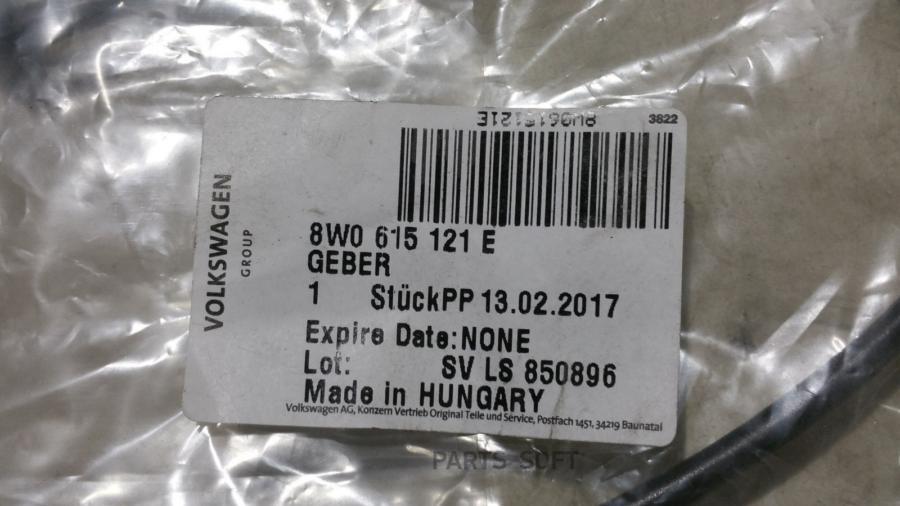 8W0615121E
3822
VOLKSWAGEN
GROUP
8W0 615 121 E
GEBER
1 StückPP 13.02.2017
Expire Date:NONE
Lot: SV LS 850896
Made in HUNGARY
Volkswagen AG, Konzern Vertrieb Original Teile und Service, Postfach 1451, 34219 Baunatal
PARTS SOFT